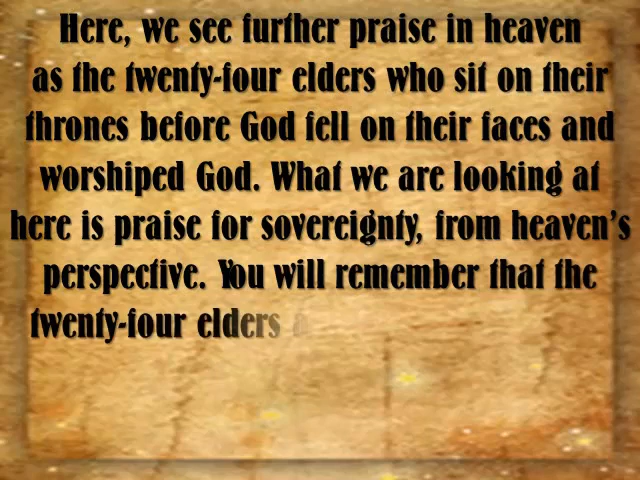 Here, we see further praise in heaven
as the twenty-four elders who sit on their
thrones before God fell on their faces and
worshiped God. What we are looking at
here is praise for sovereignty, from heaven's
perspective. You will remember that the
twenty-four elders